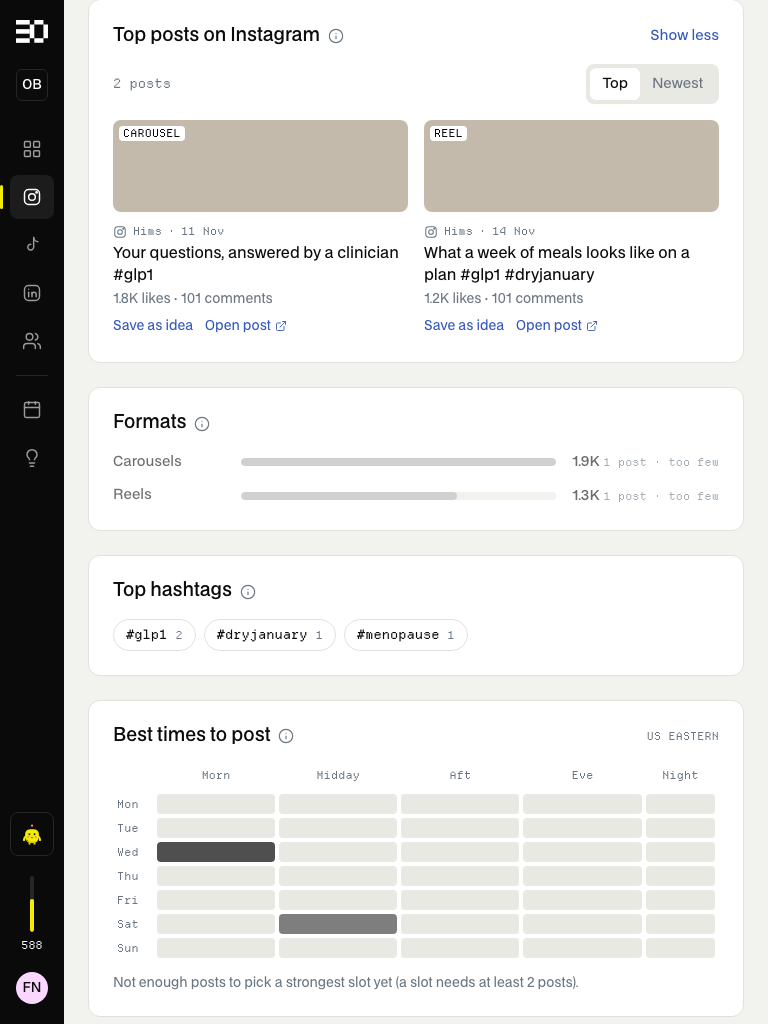 Top posts on Instagram
Show less
2 posts
Top
Newest
CAROUSEL
REEL
Hims · 11 Nov
Your questions, answered by a clinician
#glp1
1.8K likes · 101 comments
Save as idea
Open post
Hims · 14 Nov
What a week of meals looks like on a
plan #glp1 #dryjanuary
1.2K likes · 101 comments
Save as idea
Open post
Formats
Carousels
1.9K 1 post · too few
Reels
1.3K 1 post · too few
Top hashtags
#glp1 2
#dryjanuary 1
#menopause 1
Best times to post
US EASTERN
Morn Midday Aft Eve Night
Mon
Tue
Wed
Thu
Fri
Sat
Sun
Not enough posts to pick a strongest slot yet (a slot needs at least 2 posts).
OB
588
FN